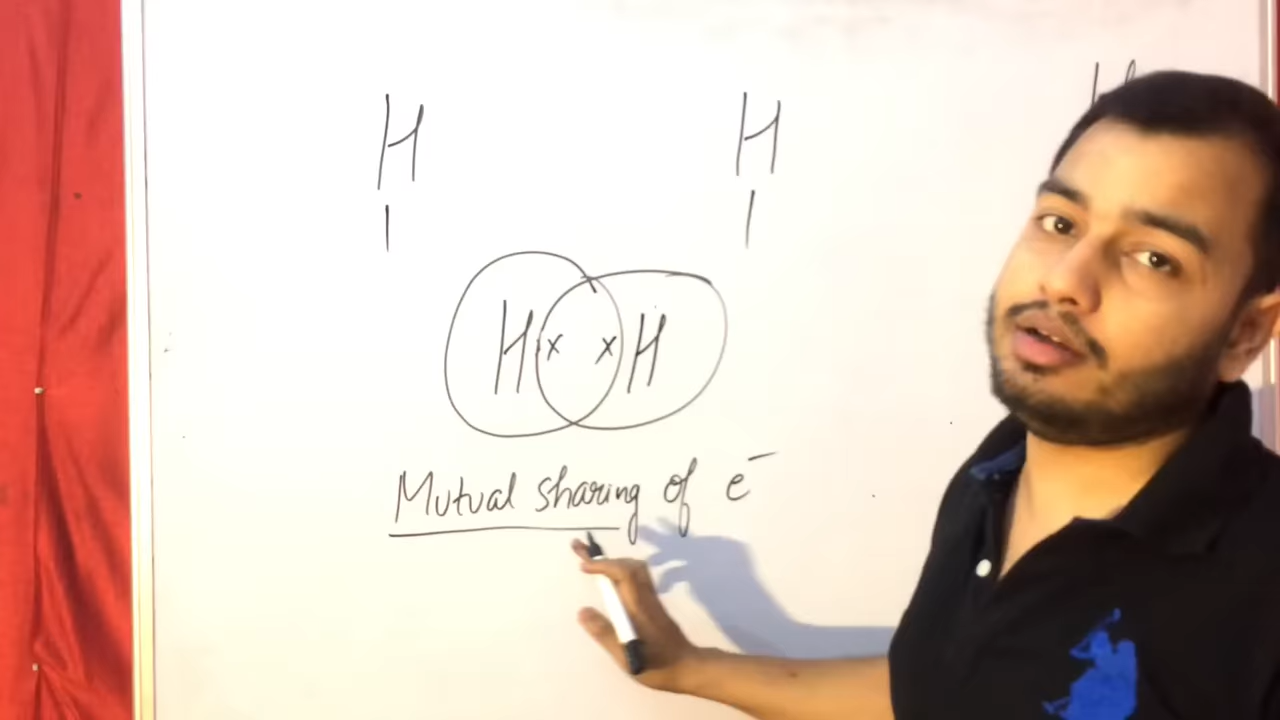 H H
I I
H x x H
Mutual sharing of e⁻